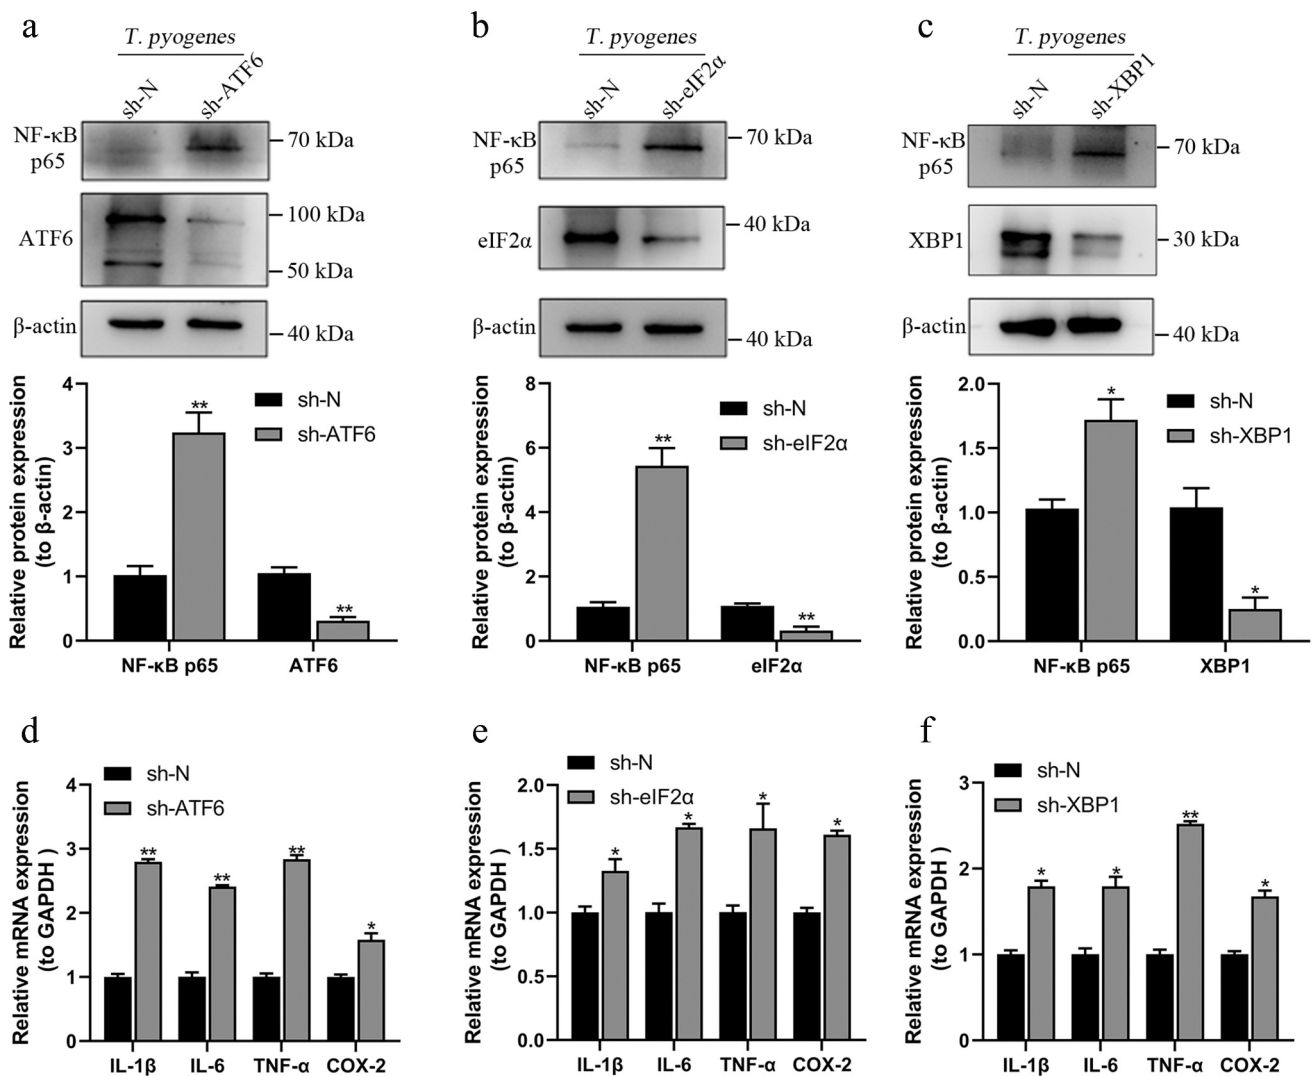 a
T. pyogenes
sh-N
sh-ATF6
NF-κB
p65
70 kDa
ATF6
100 kDa
50 kDa
β-actin
40 kDa
Relative protein expression
(to β-actin)
4
3
2
1
0
sh-N
sh-ATF6
**
**
NF-κB p65
ATF6
b
T. pyogenes
sh-N
sh-eIF2α
NF-κB
p65
70 kDa
eIF2α
40 kDa
β-actin
40 kDa
Relative protein expression
(to β-actin)
8
6
4
2
0
sh-N
sh-eIF2α
**
**
NF-κB p65
eIF2α
c
T. pyogenes
sh-N
sh-XBP1
NF-κB
p65
70 kDa
XBP1
30 kDa
β-actin
40 kDa
Relative protein expression
(to β-actin)
2.0
1.5
1.0
0.5
0.0
sh-N
sh-XBP1
*
*
NF-κB p65
XBP1
d
Relative mRNA expression
(to GAPDH )
4
3
2
1
0
sh-N
sh-ATF6
**
**
**
*
IL-1β
IL-6
TNF-α
COX-2
e
Relative mRNA expression
(to GAPDH )
2.0
1.5
1.0
0.5
0.0
sh-N
sh-eIF2α
*
*
*
*
IL-1β
IL-6
TNF-α
COX-2
f
Relative mRNA expression
(to GAPDH )
3
2
1
0
sh-N
sh-XBP1
*
*
**
*
IL-1β
IL-6
TNF-α
COX-2